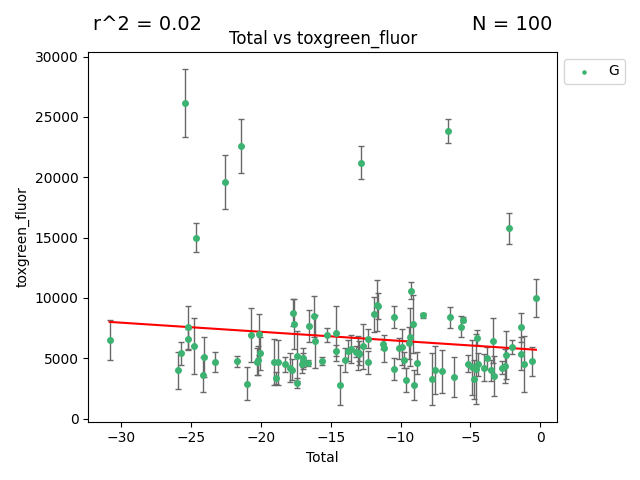 r^2 = 0.02
N = 100
Total vs toxgreen_fluor
G
30000
25000
20000
15000
10000
5000
0
toxgreen_fluor
−30
−25
−20
−15
−10
−5
0
Total